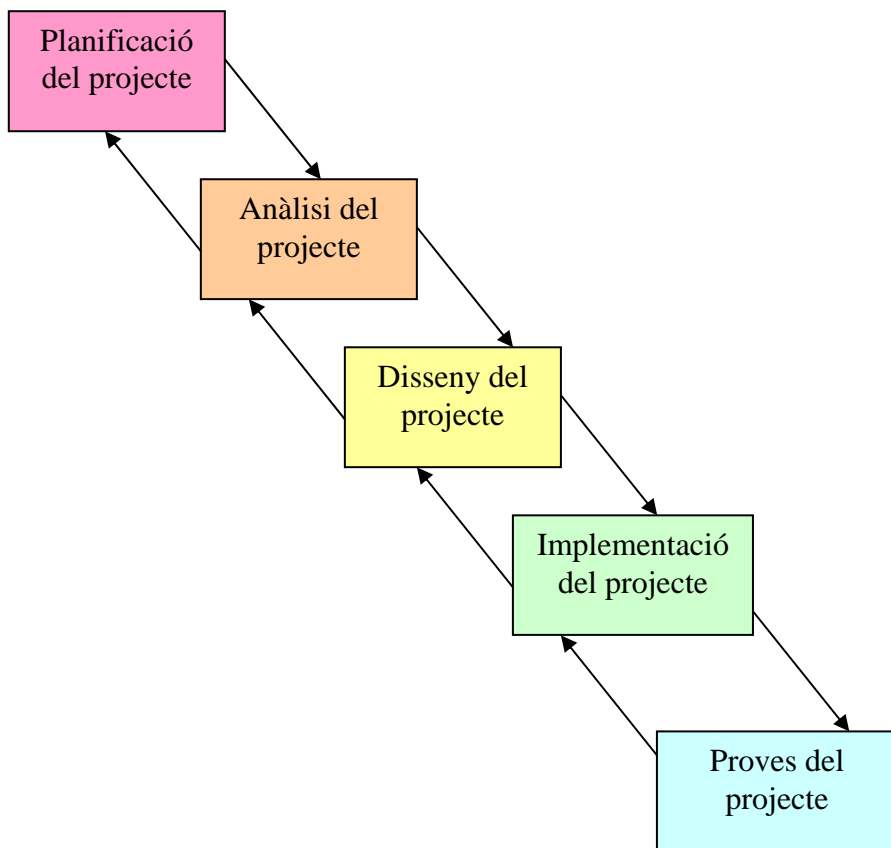 Planificació
del projecte
Anàlisi del
projecte
Disseny del
projecte
Implementació
del projecte
Proves del
projecte